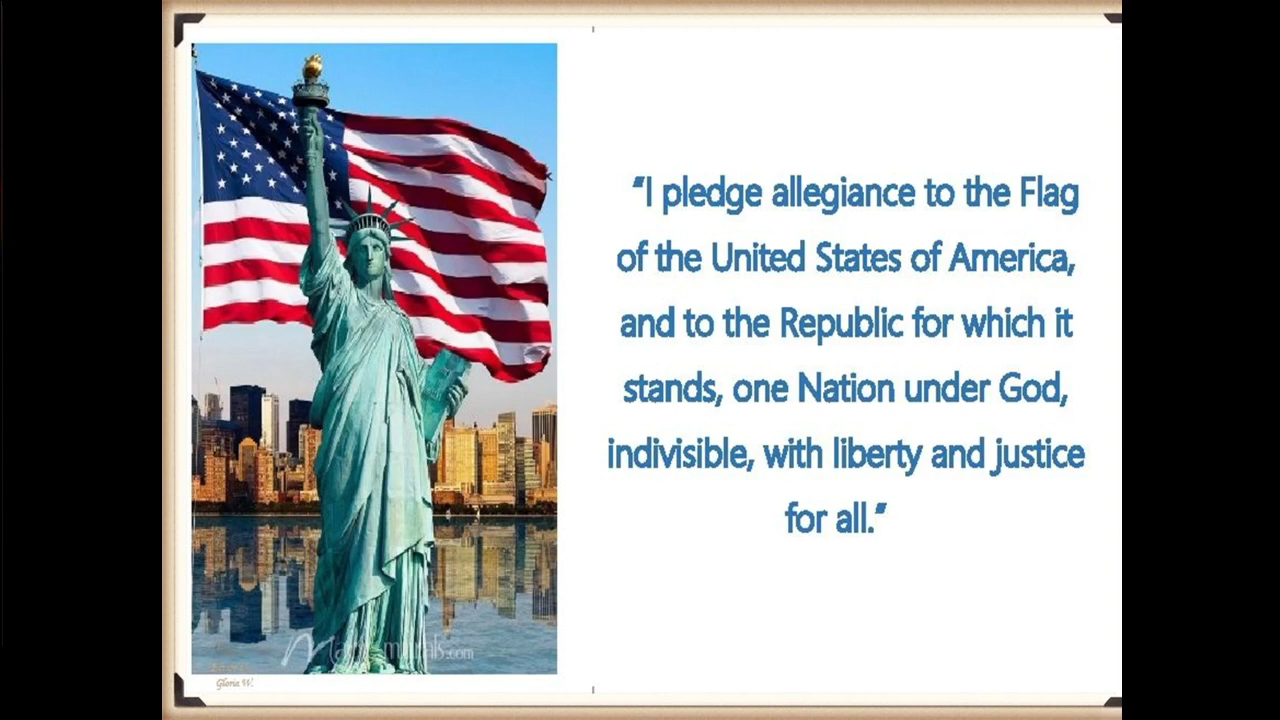 “I pledge allegiance to the Flag
of the United States of America,
and to the Republic for which it
stands, one Nation under God,
indivisible, with liberty and justice
for all.”
Gloria W.